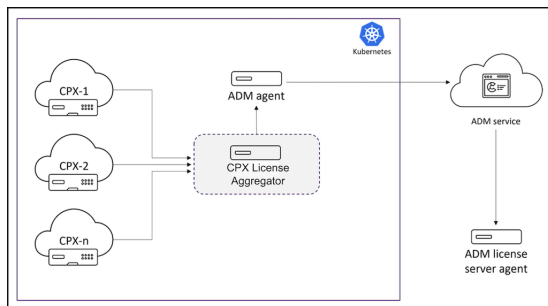 Kubernetes
CPX-1
CPX-2
CPX-n
ADM agent
CPX License
Aggregator
ADM service
ADM license
server agent